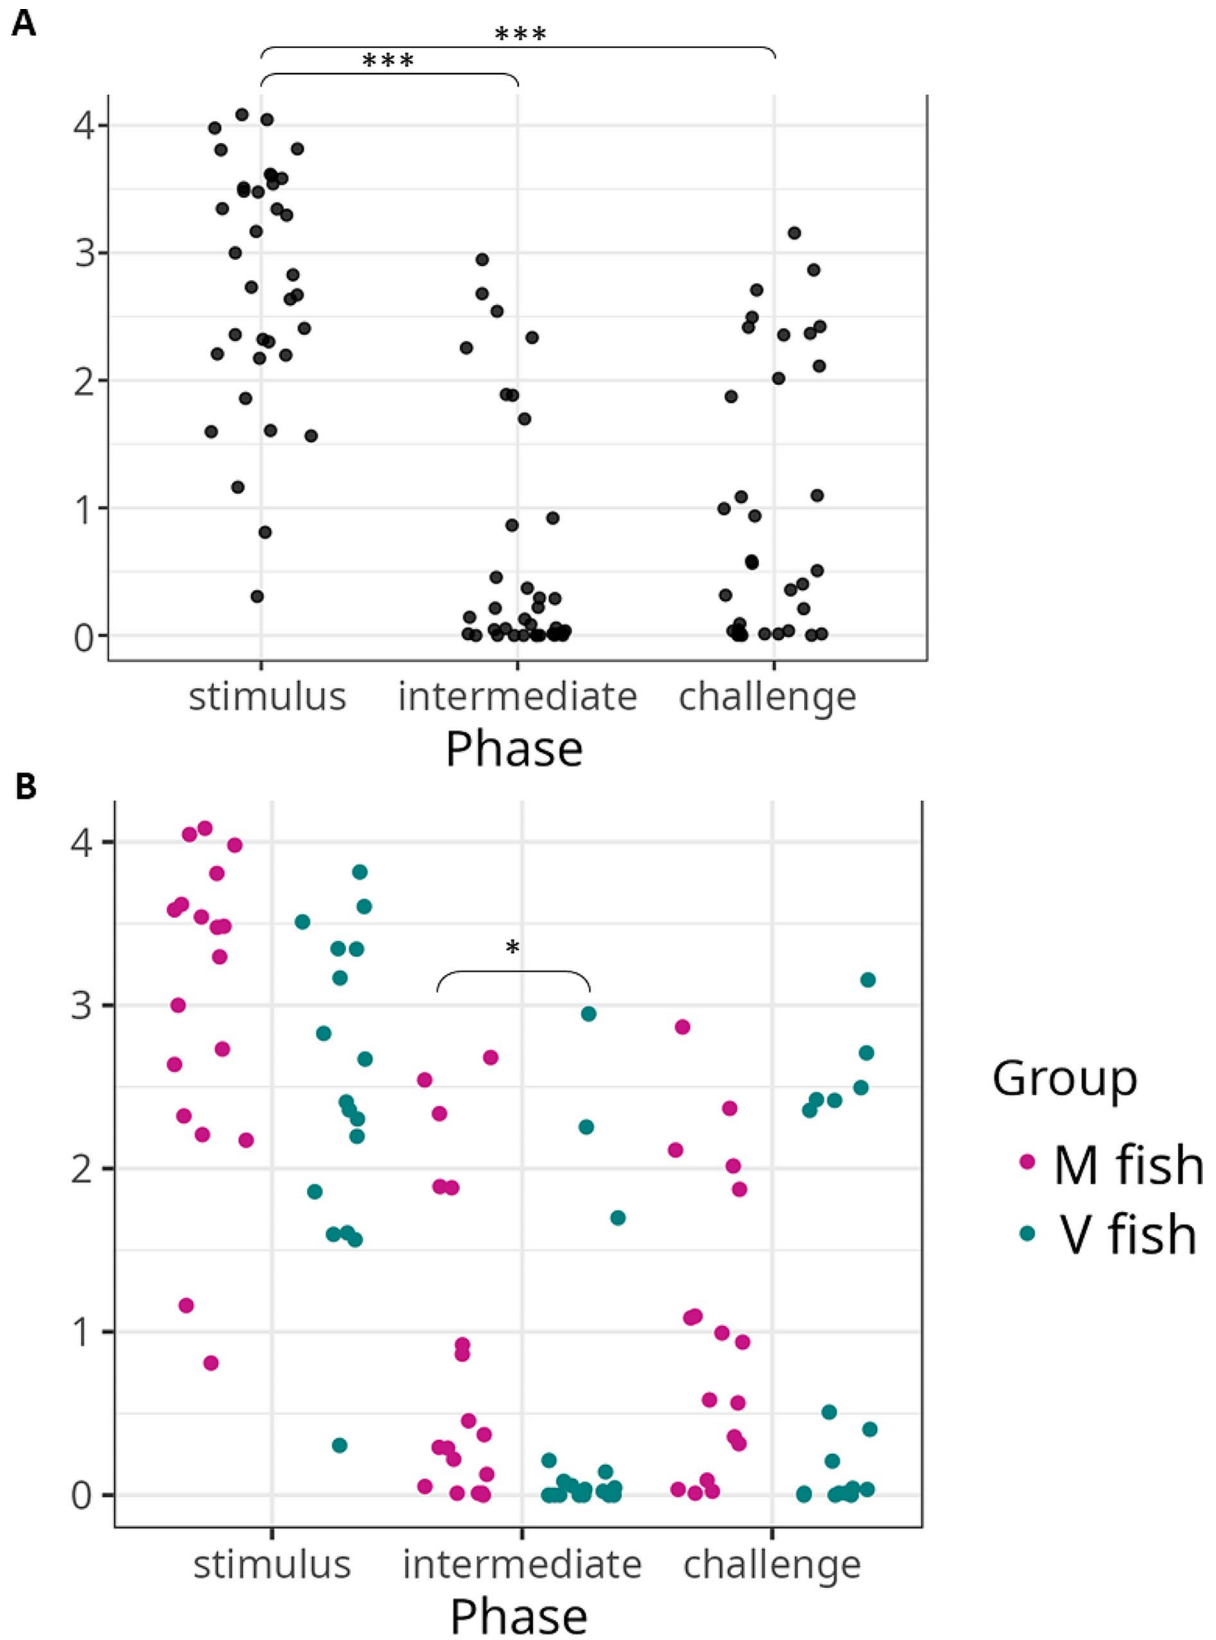 A
***
***
4
3
2
1
0
stimulus intermediate challenge
Phase
B
4
*
3
Group
M fish
2
V fish
1
0
stimulus intermediate challenge
Phase